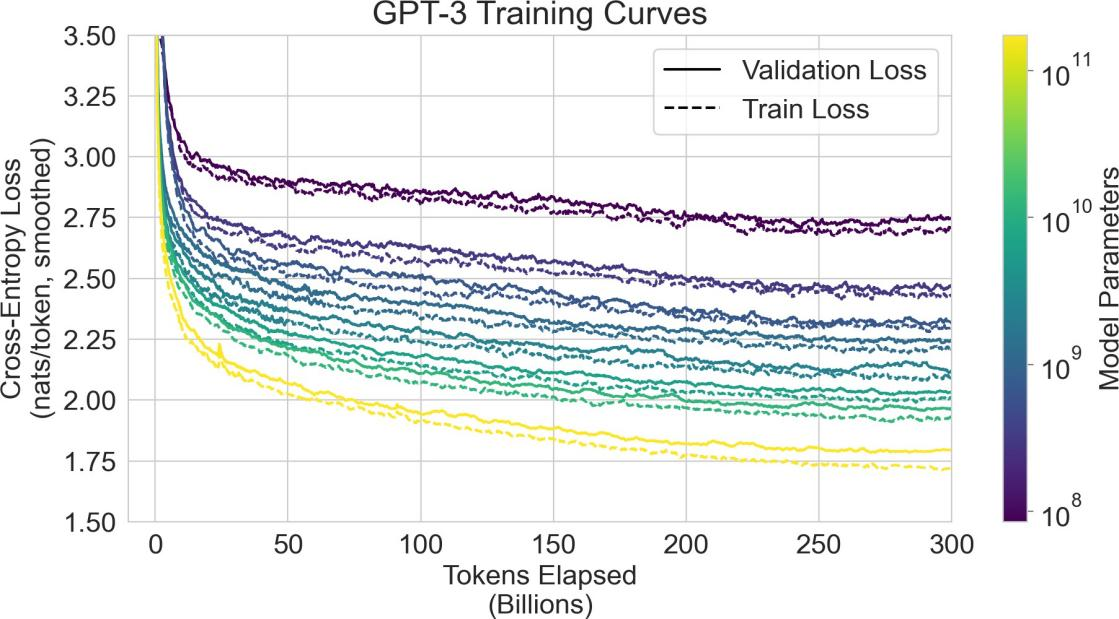 GPT-3 Training Curves
Validation Loss
Train Loss
Cross-Entropy Loss
(nats/token, smoothed)
3.50
3.25
3.00
2.75
2.50
2.25
2.00
1.75
1.50
0 50 100 150 200 250 300
Tokens Elapsed
(Billions)
10^11
10^10
10^9
10^8
Model Parameters